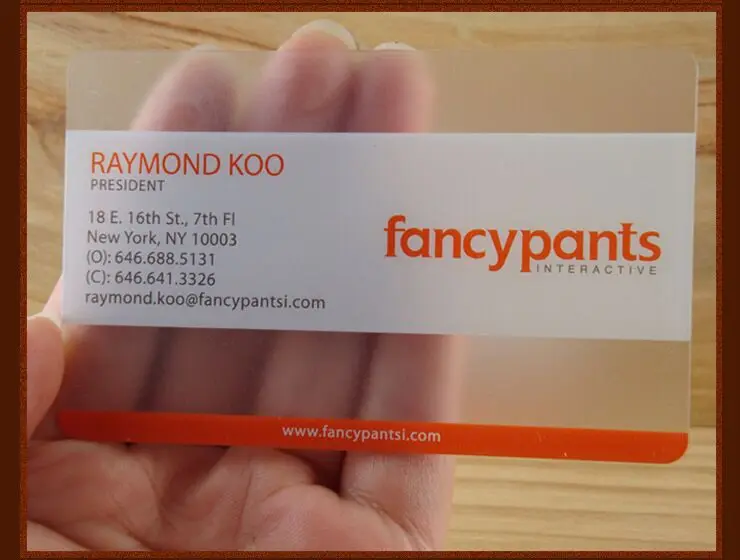 RAYMOND KOO
PRESIDENT
18 E. 16th St., 7th Fl
New York, NY 10003
(O): 646.688.5131
(C): 646.641.3326
raymond.koo@fancypantsi.com
fancypants
INTERACTIVE
www.fancypantsi.com